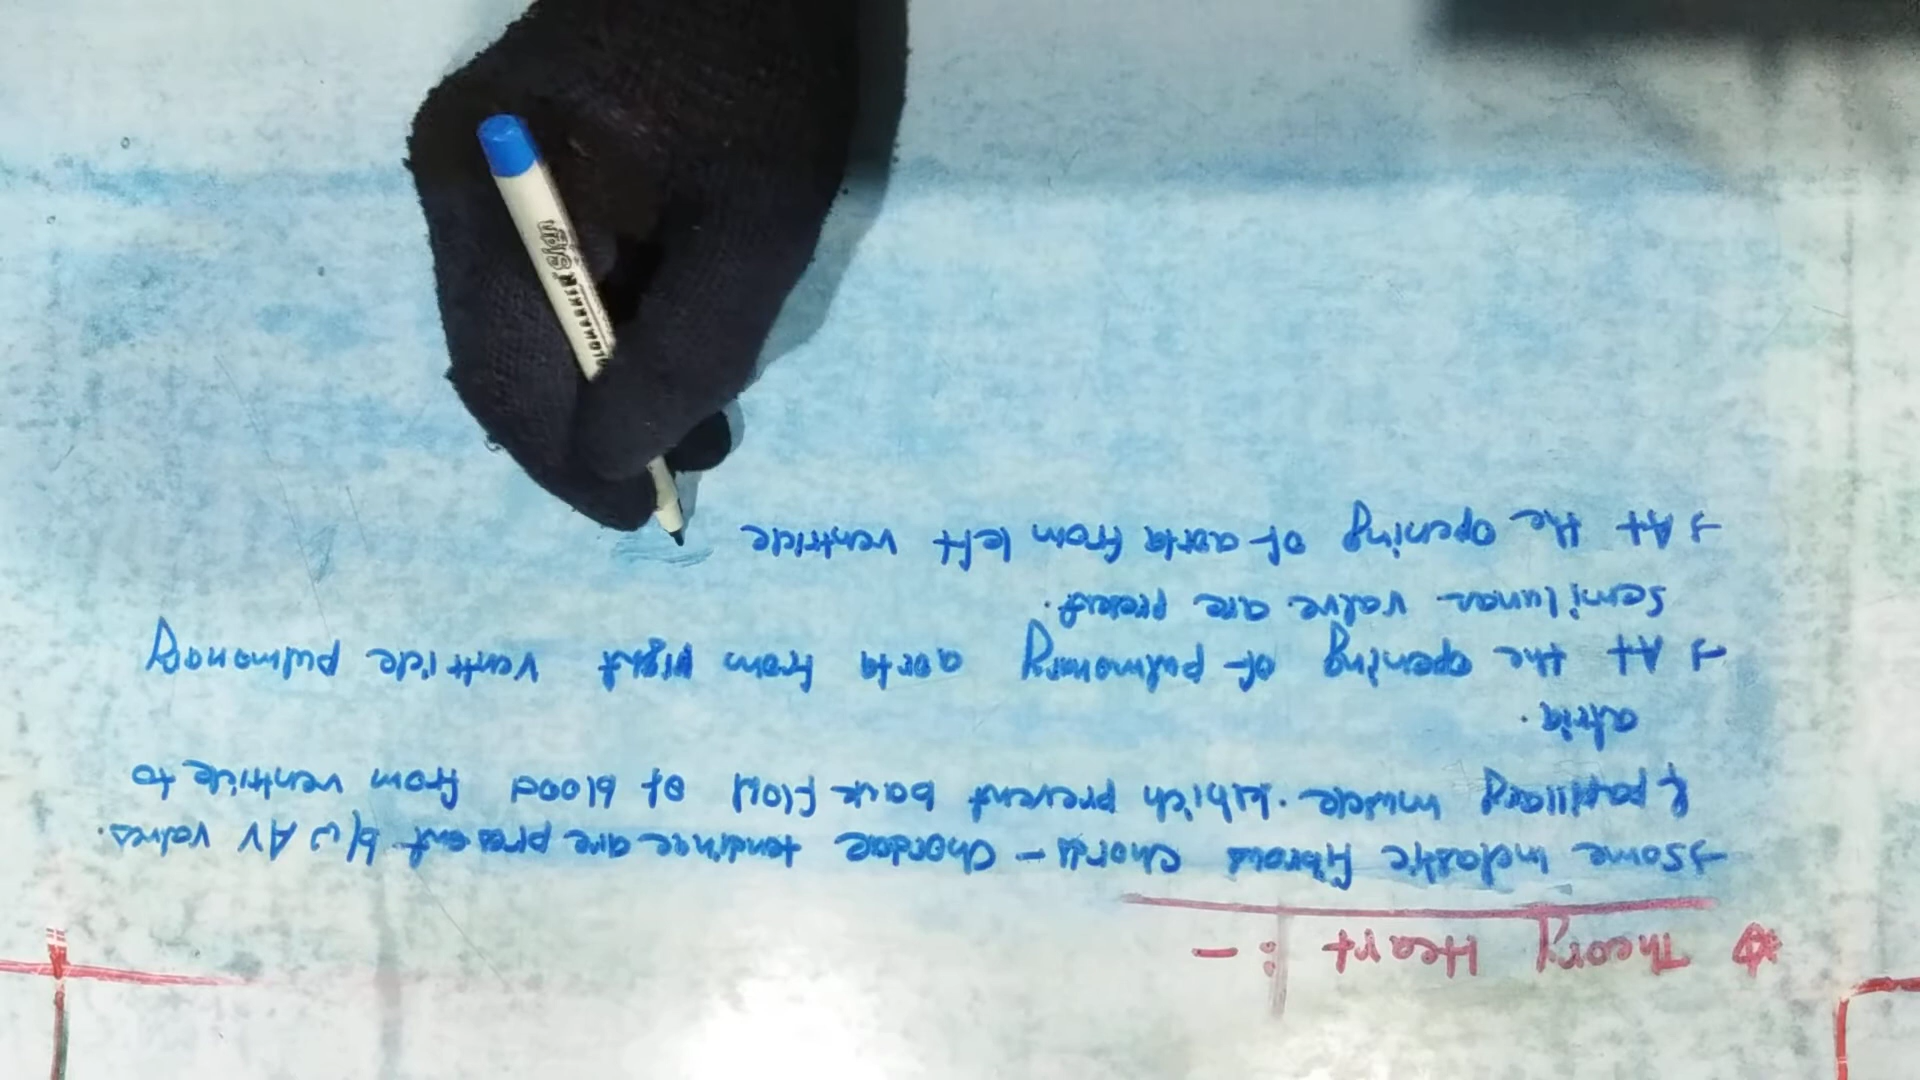 Theory Heart :-
→ Some inelastic fibrous chords - chordae tendinae are present b/w AV valves.
& papillary muscle. which prevent back flow of blood from ventricle to
atria.
→ At the opening of pulmonary aorta from right ventricle pulmonary
semilunar valve are present.
→ At the opening of aorta from left ventricle